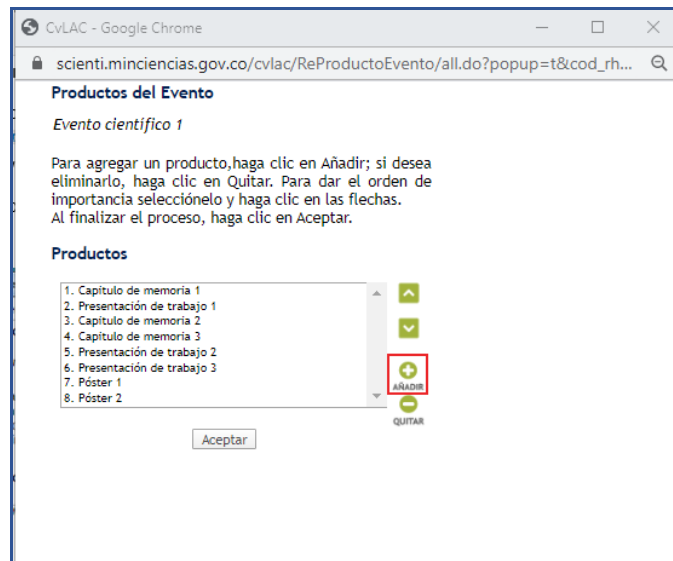 CvLAC - Google Chrome
scienti.minciencias.gov.co/cvlac/ReProductoEvento/all.do?popup=t&cod_rh...
Productos del Evento
Evento científico 1
Para agregar un producto,haga clic en Añadir; si desea
eliminarlo, haga clic en Quitar. Para dar el orden de
importancia selecciónelo y haga clic en las flechas.
Al finalizar el proceso, haga clic en Aceptar.
Productos
1. Capítulo de memoria 1
2. Presentación de trabajo 1
3. Capítulo de memoria 2
4. Capítulo de memoria 3
5. Presentación de trabajo 2
6. Presentación de trabajo 3
7. Póster 1
8. Póster 2
AÑADIR
QUITAR
Aceptar